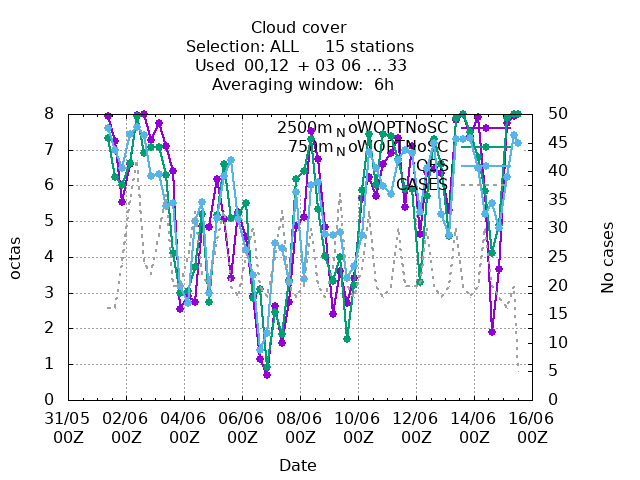 Cloud cover
Selection: ALL 15 stations
Used 00,12 + 03 06 ... 33
Averaging window: 6h
8 50
2500m NoWOPTNoSC
45
7 750m NoWOPTNoSC
40
CASES
6 35
5 30
octas No cases
4 25
20
3
15
2
10
1
5
0 0
31/05 02/06 04/06 06/06 08/06 10/06 12/06 14/06 16/06
00Z 00Z 00Z 00Z 00Z 00Z 00Z 00Z 00Z
Date